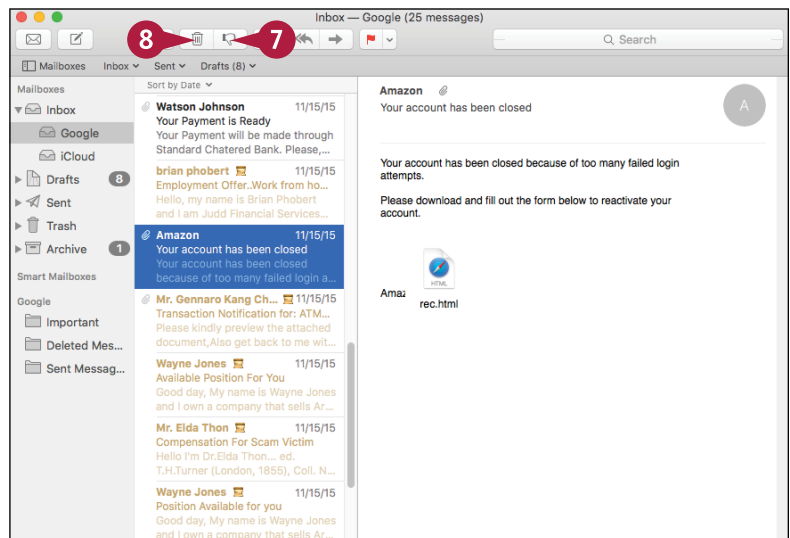 Inbox — Google (25 messages)
8
7
Search
Mailboxes Inbox Sent Drafts (8)
Mailboxes
Inbox
Google
iCloud
Drafts 8
Sent
Trash
Archive 1
Smart Mailboxes
Google
Important
Deleted Mes...
Sent Messag...
Sort by Date
Watson Johnson 11/15/15
Your Payment is Ready
Your Payment will be made through
Standard Chatered Bank. Please,...
brian phobert 11/15/15
Employment Offer..Work from ho...
Hello, my name is Brian Phobert
and I am Judd Financial Services...
Amazon 11/15/15
Your account has been closed
Your account has been closed
because of too many failed login a...
Mr. Gennaro Kang Ch... 11/15/15
Transaction Notification for: ATM...
Please kindly preview the attached
document,Also get back to me wit...
Wayne Jones 11/15/15
Available Position For You
Good day, My name is Wayne Jones
and I own a company that sells Ar...
Mr. Elda Thon 11/15/15
Compensation For Scam Victim
Hello I'm Dr.Elda Thon... ed.
T.H.Turner (London, 1855), Coll. N...
Wayne Jones 11/15/15
Position Available for you
Good day, My name is Wayne Jones
and I own a company that sells Ar...
Amazon
Your account has been closed
A
Your account has been closed because of too many failed login
attempts.
Please download and fill out the form below to reactivate your
account.
HTML
Amaz
rec.html